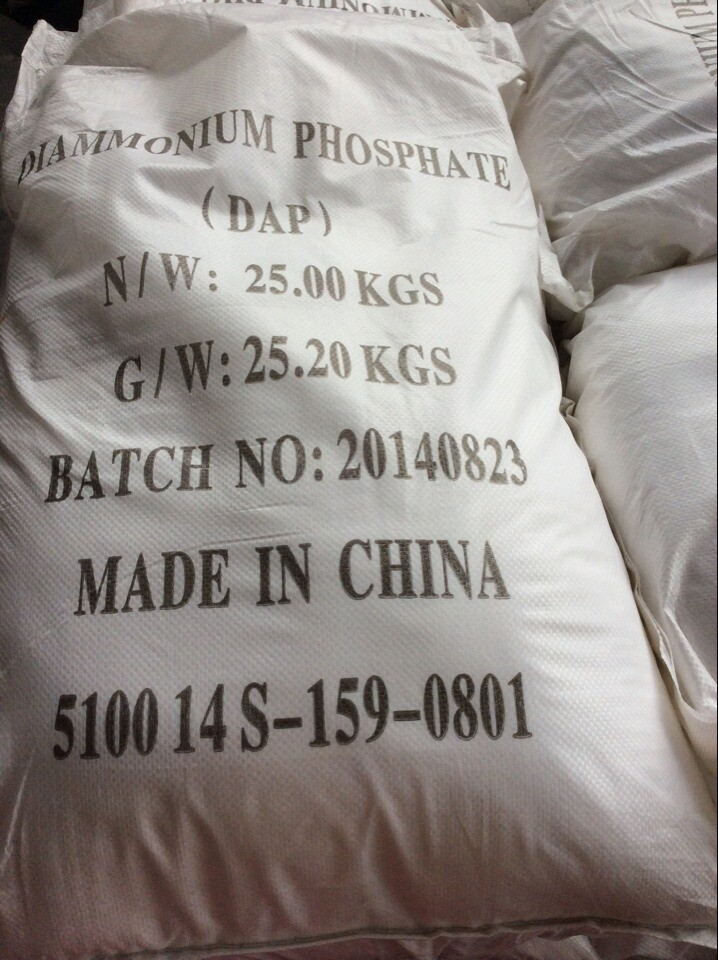 DIAMMONIUM PHOSPHATE
(DAP)
N/W: 25.00 KGS
G/W: 25.20 KGS
BATCH NO: 20140823
MADE IN CHINA
5100 14 S-159-0801